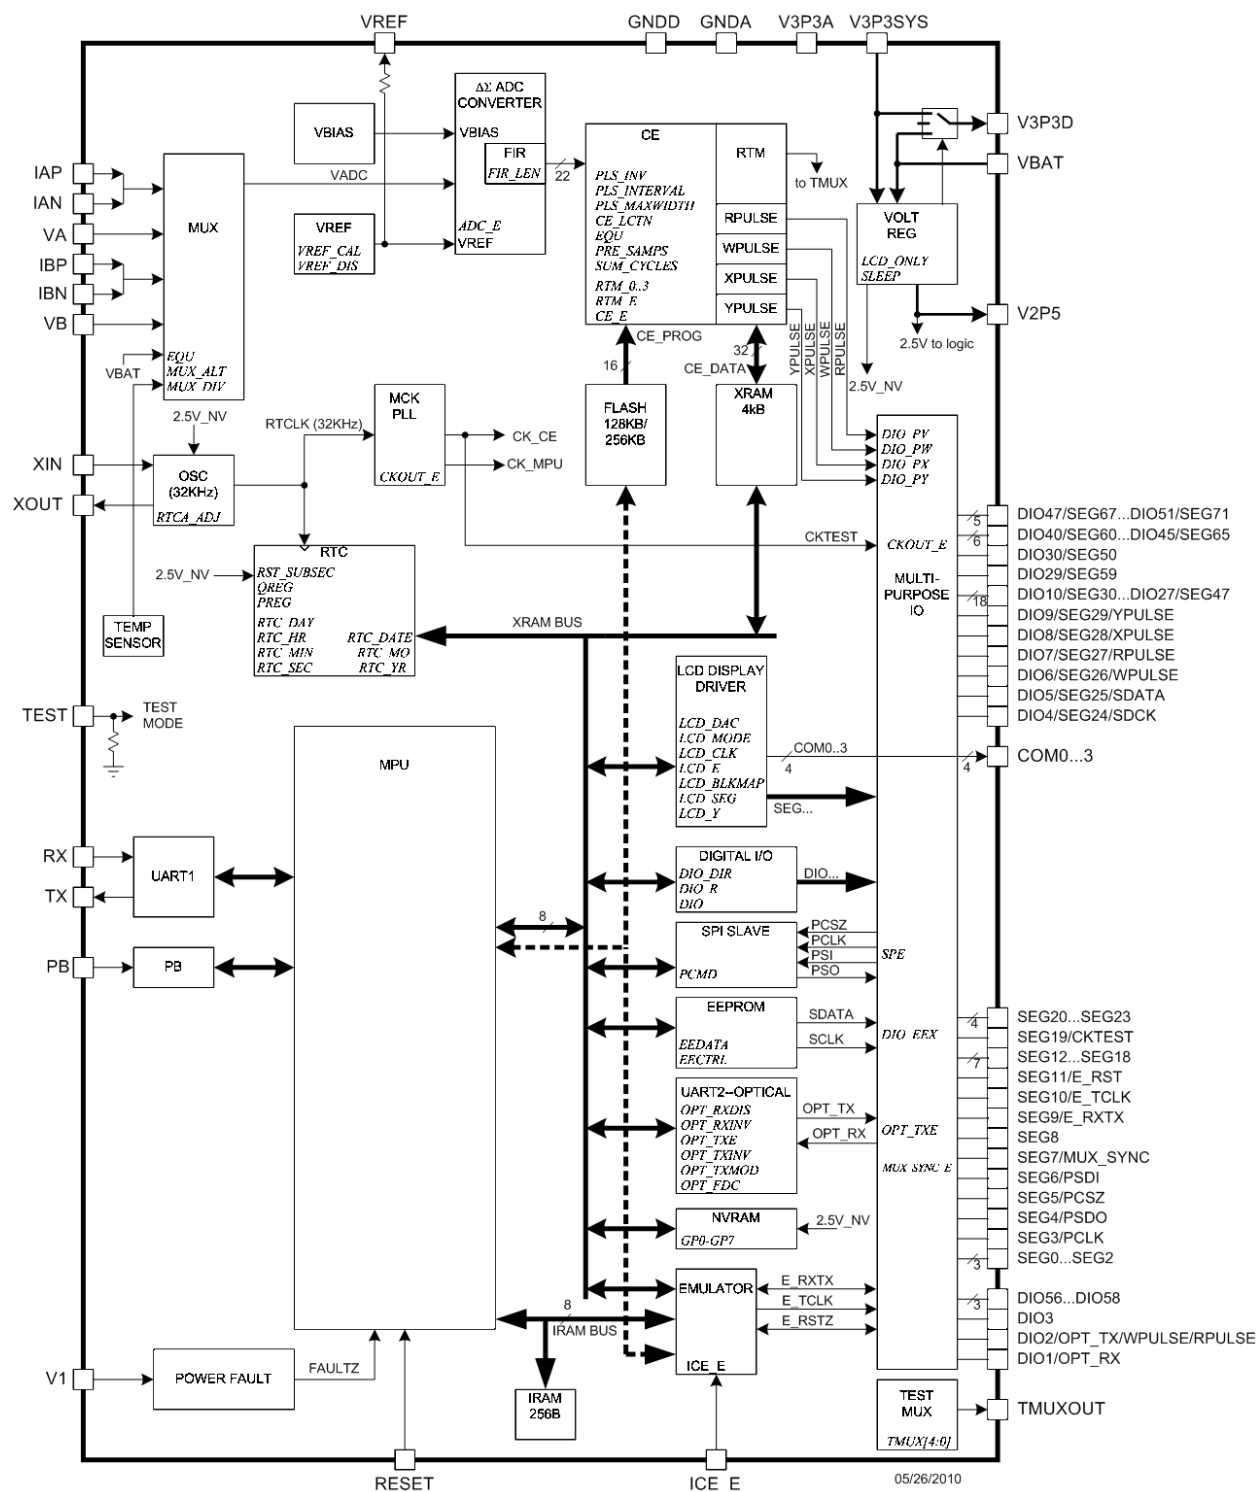 VREF
GNDD
GNDA
V3P3A
V3P3SYS
IAP
IAN
VA
IBP
IBN
VB
XIN
XOUT
TEST
RX
TX
PB
V1
RESET
ICE_E
MUX
EQU
MUX_ALT
MUX_DIV
VBAT
VBIAS
VADC
VREF
VREF_CAL
VREF_DIS
ΔΣ ADC
CONVERTER
VBIAS
FIR
FIR_LEN
ADC_E
VREF
22
CE
PLS_INV
PLS_INTERVAL
PLS_MAXWIDTH
CE_LCTN
EQU
PRE_SAMPS
SUM_CYCLES
RTM_0..3
RTM_E
CE_E
RTM
to TMUX
RPULSE
WPULSE
XPULSE
YPULSE
VOLT
REG
LCD_ONLY
SLEEP
V3P3D
VBAT
V2P5
2.5V to logic
2.5V_NV
CE_PROG
16
32
CE_DATA
YPULSE
XPULSE
WPULSE
RPULSE
FLASH
128KB/
256KB
XRAM
4kB
2.5V_NV
OSC
(32KHz)
RTCA_ADJ
RTCLK (32KHz)
MCK
PLL
CKOUT_E
CK_CE
CK_MPU
CKTEST
RTC
2.5V_NV
RST_SUBSEC
QREG
PREG
RTC_DAY
RTC_HR RTC_DATE
RTC_MIN RTC_MO
RTC_SEC RTC_YR
TEMP
SENSOR
XRAM BUS
TEST
MODE
MPU
UART1
PB
POWER FAULT
FAULTZ
8
8
IRAM BUS
IRAM
256B
LCD DISPLAY
DRIVER
LCD_DAC
LCD_MODE
LCD_CLK
LCD_E
LCD_BLKMAP
LCD_SEG
LCD_Y
COM0..3
4
4
SEG...
DIGITAL I/O
DIO_DIR
DIO_R
DIO
DIO...
SPI SLAVE
PCMD
PCSZ
PCLK
PSI
PSO
EEPROM
EEDATA
EECTRL
SDATA
SCLK
UART2--OPTICAL
OPT_RXDIS
OPT_RXINV
OPT_TXE
OPT_TXINV
OPT_TXMOD
OPT_FDC
OPT_TX
OPT_RX
NVRAM
GP0-GP7
2.5V_NV
EMULATOR
ICE_E
E_RXTX
E_TCLK
E_RSTZ
DIO_PV
DIO_PW
DIO_PX
DIO_PY
CKOUT_E
MULTI-
PURPOSE
IO
SPE
DIO_EEX
OPT_TXE
MUX_SYNC_E
TEST
MUX
TMUX[4:0]
5
DIO47/SEG67...DIO51/SEG71
6
DIO40/SEG60...DIO45/SEG65
DIO30/SEG50
DIO29/SEG59
18
DIO10/SEG30...DIO27/SEG47
DIO9/SEG29/YPULSE
DIO8/SEG28/XPULSE
DIO7/SEG27/RPULSE
DIO6/SEG26/WPULSE
DIO5/SEG25/SDATA
DIO4/SEG24/SDCK
COM0...3
4
SEG20...SEG23
SEG19/CKTEST
7
SEG12...SEG18
SEG11/E_RST
SEG10/E_TCLK
SEG9/E_RXTX
SEG8
SEG7/MUX_SYNC
SEG6/PSDI
SEG5/PCSZ
SEG4/PSDO
SEG3/PCLK
3
SEG0...SEG2
3
DIO56...DIO58
DIO3
DIO2/OPT_TX/WPULSE/RPULSE
DIO1/OPT_RX
TMUXOUT
05/26/2010